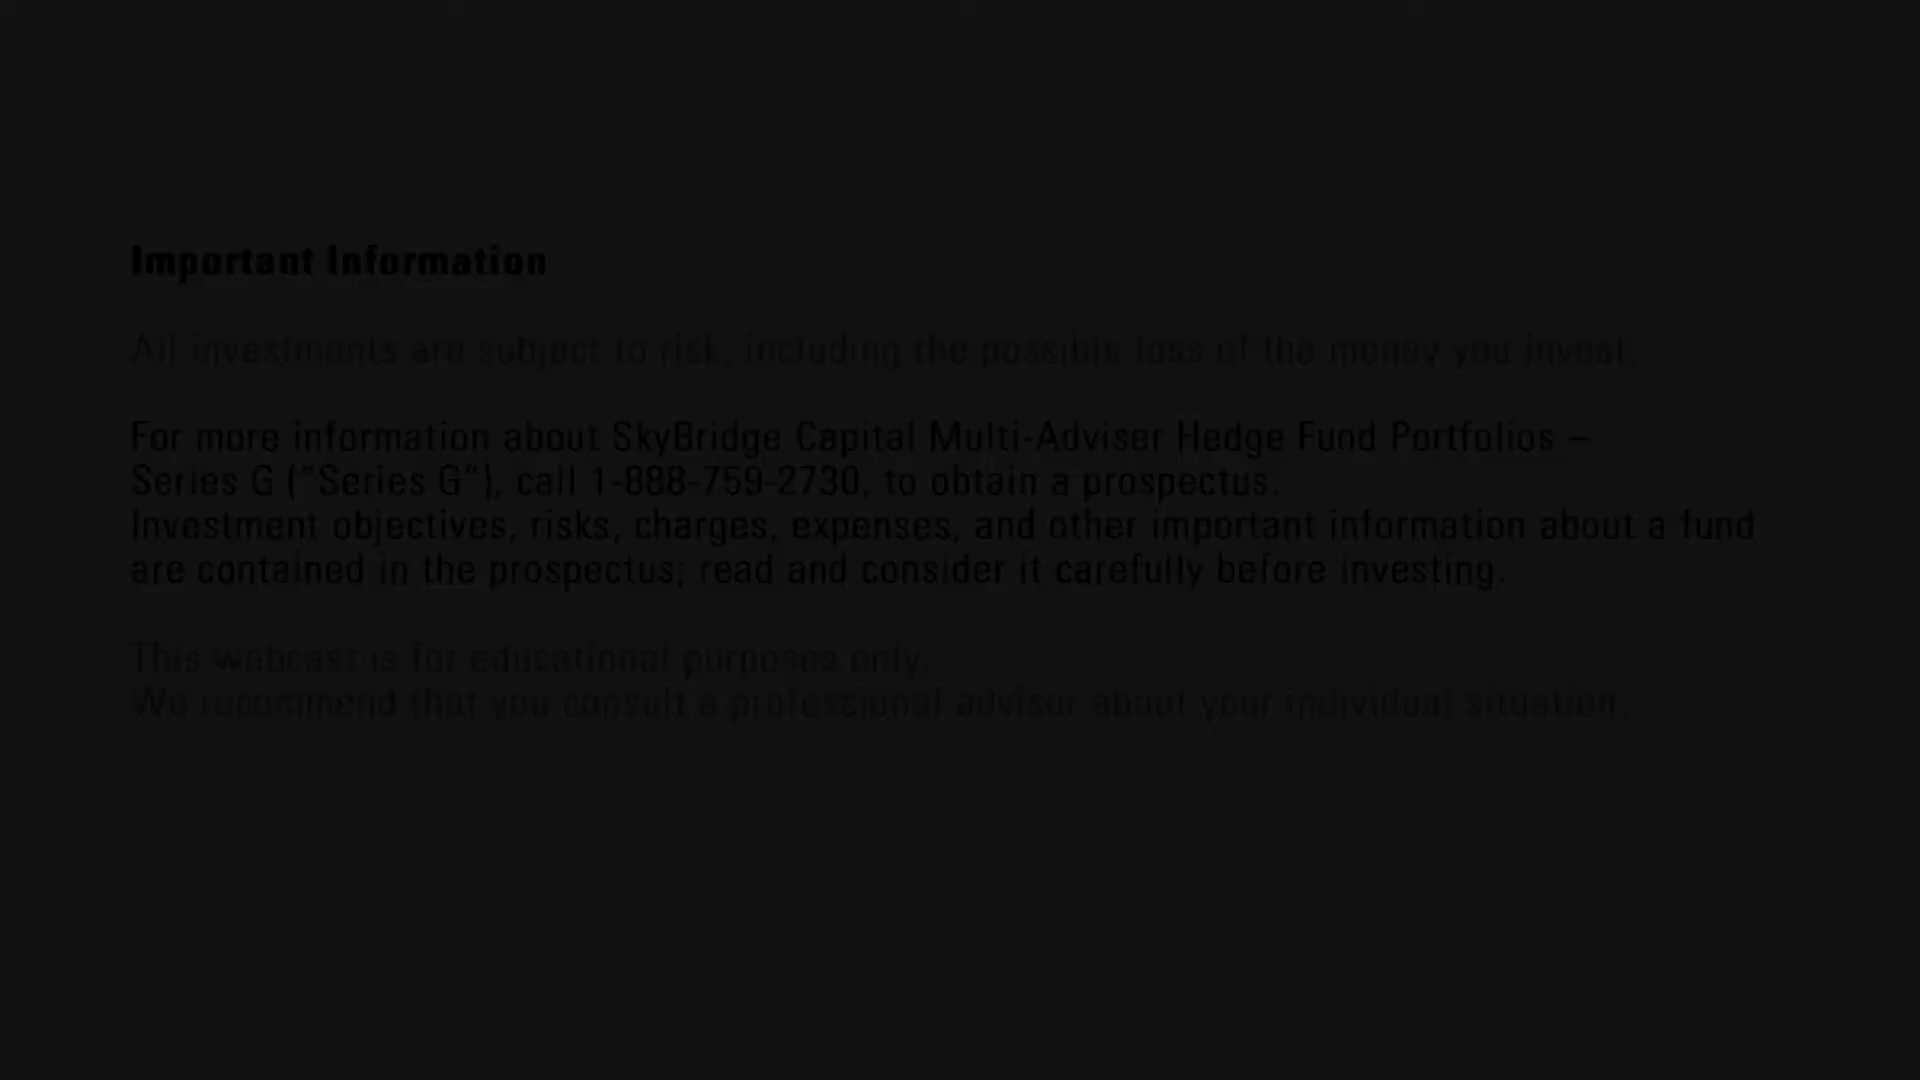 Important Information
All investments are subject to risk, including the possible loss of the money you invest.
For more information about SkyBridge Capital Multi-Adviser Hedge Fund Portfolios –
Series G (“Series G”), call 1-888-759-2730, to obtain a prospectus.
Investment objectives, risks, charges, expenses, and other important information about a fund
are contained in the prospectus; read and consider it carefully before investing.
This webcast is for educational purposes only.
We recommend that you consult a professional advisor about your individual situation.